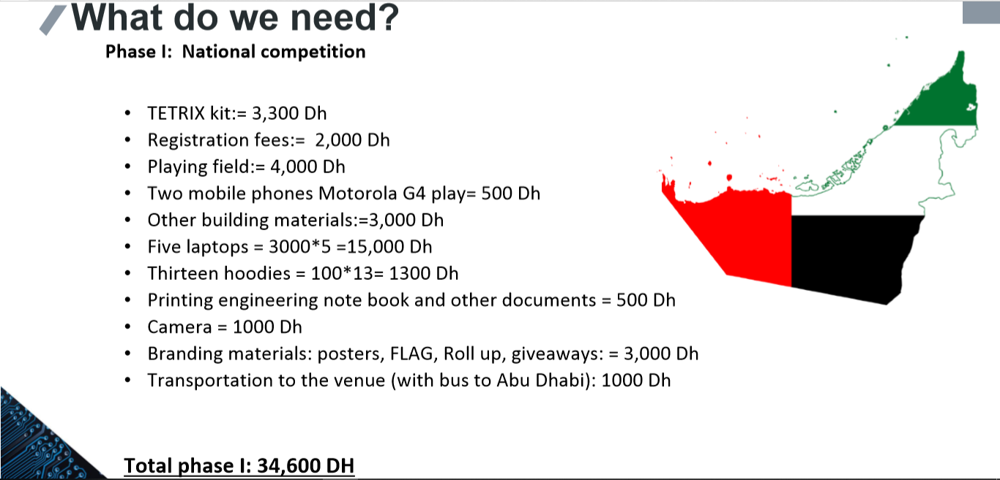 What do we need?
Phase I: National competition
• TETRIX kit:= 3,300 Dh
• Registration fees:= 2,000 Dh
• Playing field:= 4,000 Dh
• Two mobile phones Motorola G4 play= 500 Dh
• Other building materials:=3,000 Dh
• Five laptops = 3000*5 =15,000 Dh
• Thirteen hoodies = 100*13= 1300 Dh
• Printing engineering note book and other documents = 500 Dh
• Camera = 1000 Dh
• Branding materials: posters, FLAG, Roll up, giveaways: = 3,000 Dh
• Transportation to the venue (with bus to Abu Dhabi): 1000 Dh
Total phase I: 34,600 DH